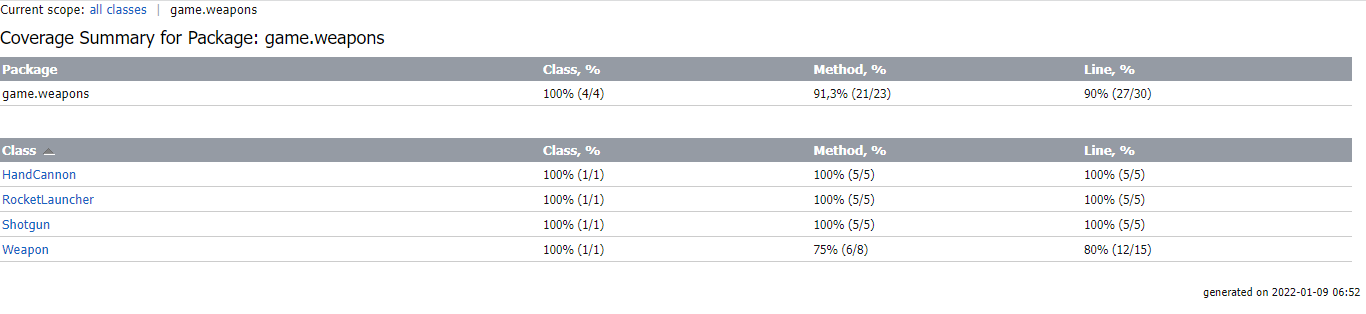 Current scope: all classes | game.weapons
Coverage Summary for Package: game.weapons
Package Class, % Method, % Line, %
game.weapons 100% (4/4) 91,3% (21/23) 90% (27/30)
Class Class, % Method, % Line, %
HandCannon 100% (1/1) 100% (5/5) 100% (5/5)
RocketLauncher 100% (1/1) 100% (5/5) 100% (5/5)
Shotgun 100% (1/1) 100% (5/5) 100% (5/5)
Weapon 100% (1/1) 75% (6/8) 80% (12/15)
generated on 2022-01-09 06:52